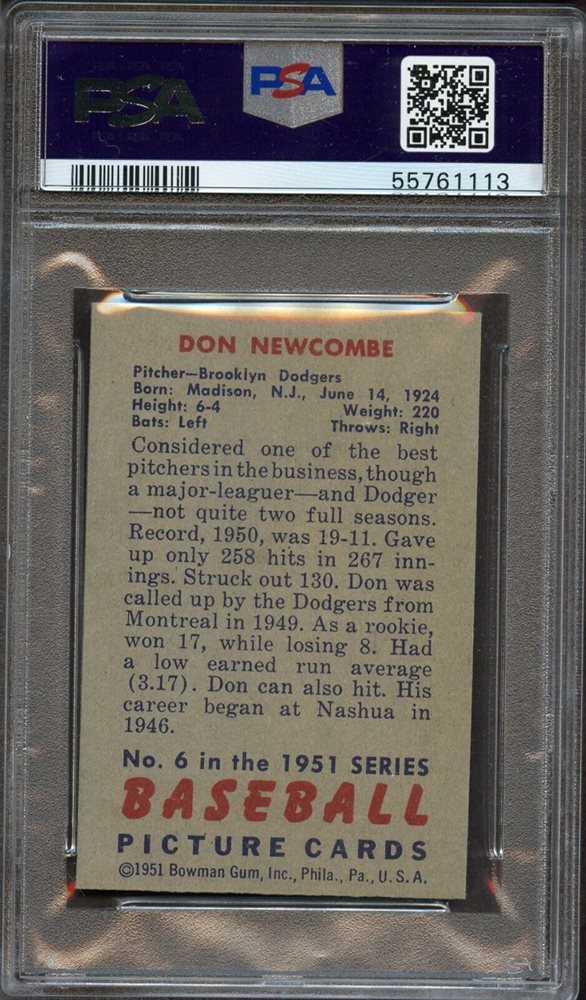 PSA
PSA
55761113
DON NEWCOMBE
Pitcher—Brooklyn Dodgers
Born: Madison, N.J., June 14, 1924
Height: 6-4 Weight: 220
Bats: Left Throws: Right
Considered one of the best
pitchers in the business, though
a major-leaguer—and Dodger
—not quite two full seasons.
Record, 1950, was 19-11. Gave
up only 258 hits in 267 inn-
ings. Struck out 130. Don was
called up by the Dodgers from
Montreal in 1949. As a rookie,
won 17, while losing 8. Had
a low earned run average
(3.17). Don can also hit. His
career began at Nashua in
1946.
No. 6 in the 1951 SERIES
BASEBALL
PICTURE CARDS
©1951 Bowman Gum, Inc., Phila., Pa., U. S. A.